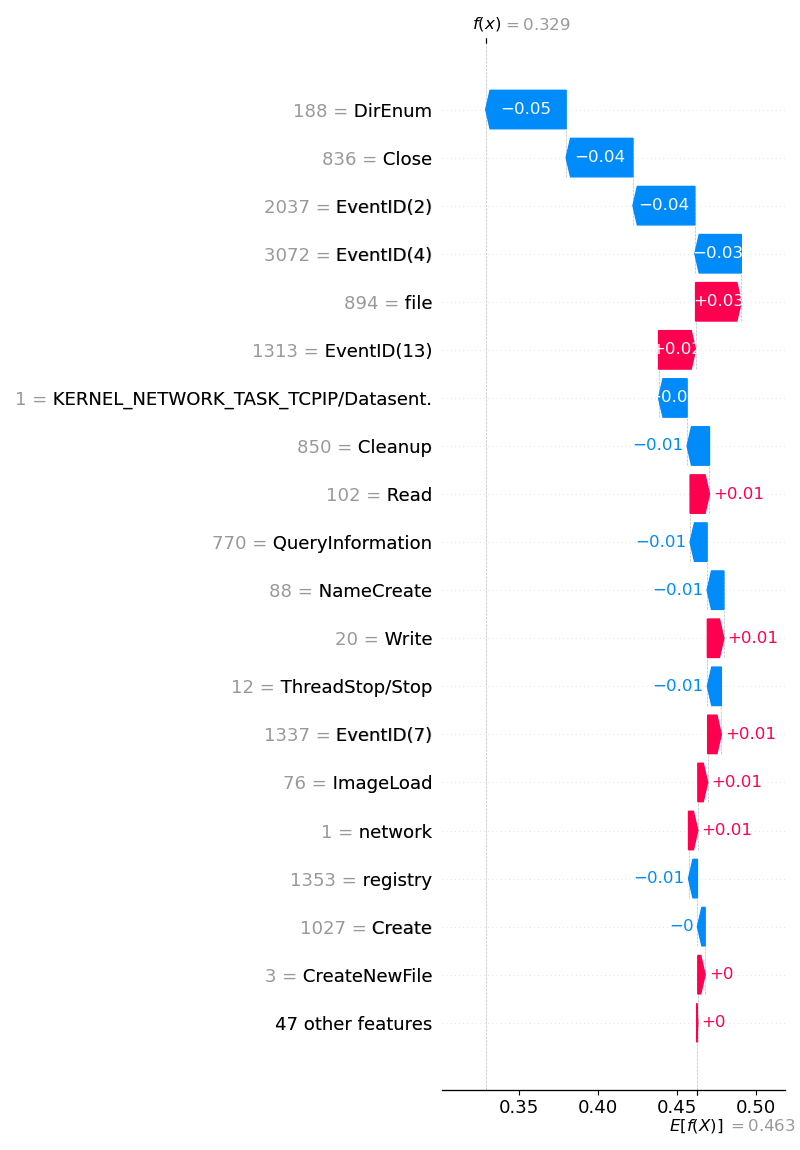 f(x) = 0.329
188 = DirEnum
−0.05
836 = Close
−0.04
2037 = EventID(2)
−0.04
3072 = EventID(4)
−0.03
894 = file
+0.03
1313 = EventID(13)
+0.02
1 = KERNEL_NETWORK_TASK_TCPIP/Datasent.
850 = Cleanup
−0.01
102 = Read
+0.01
770 = QueryInformation
−0.01
88 = NameCreate
−0.01
20 = Write
+0.01
12 = ThreadStop/Stop
−0.01
1337 = EventID(7)
+0.01
76 = ImageLoad
+0.01
1 = network
+0.01
1353 = registry
−0.01
1027 = Create
−0
3 = CreateNewFile
+0
47 other features
+0
0.35 0.40 0.45 0.50
E[f(X)] = 0.463